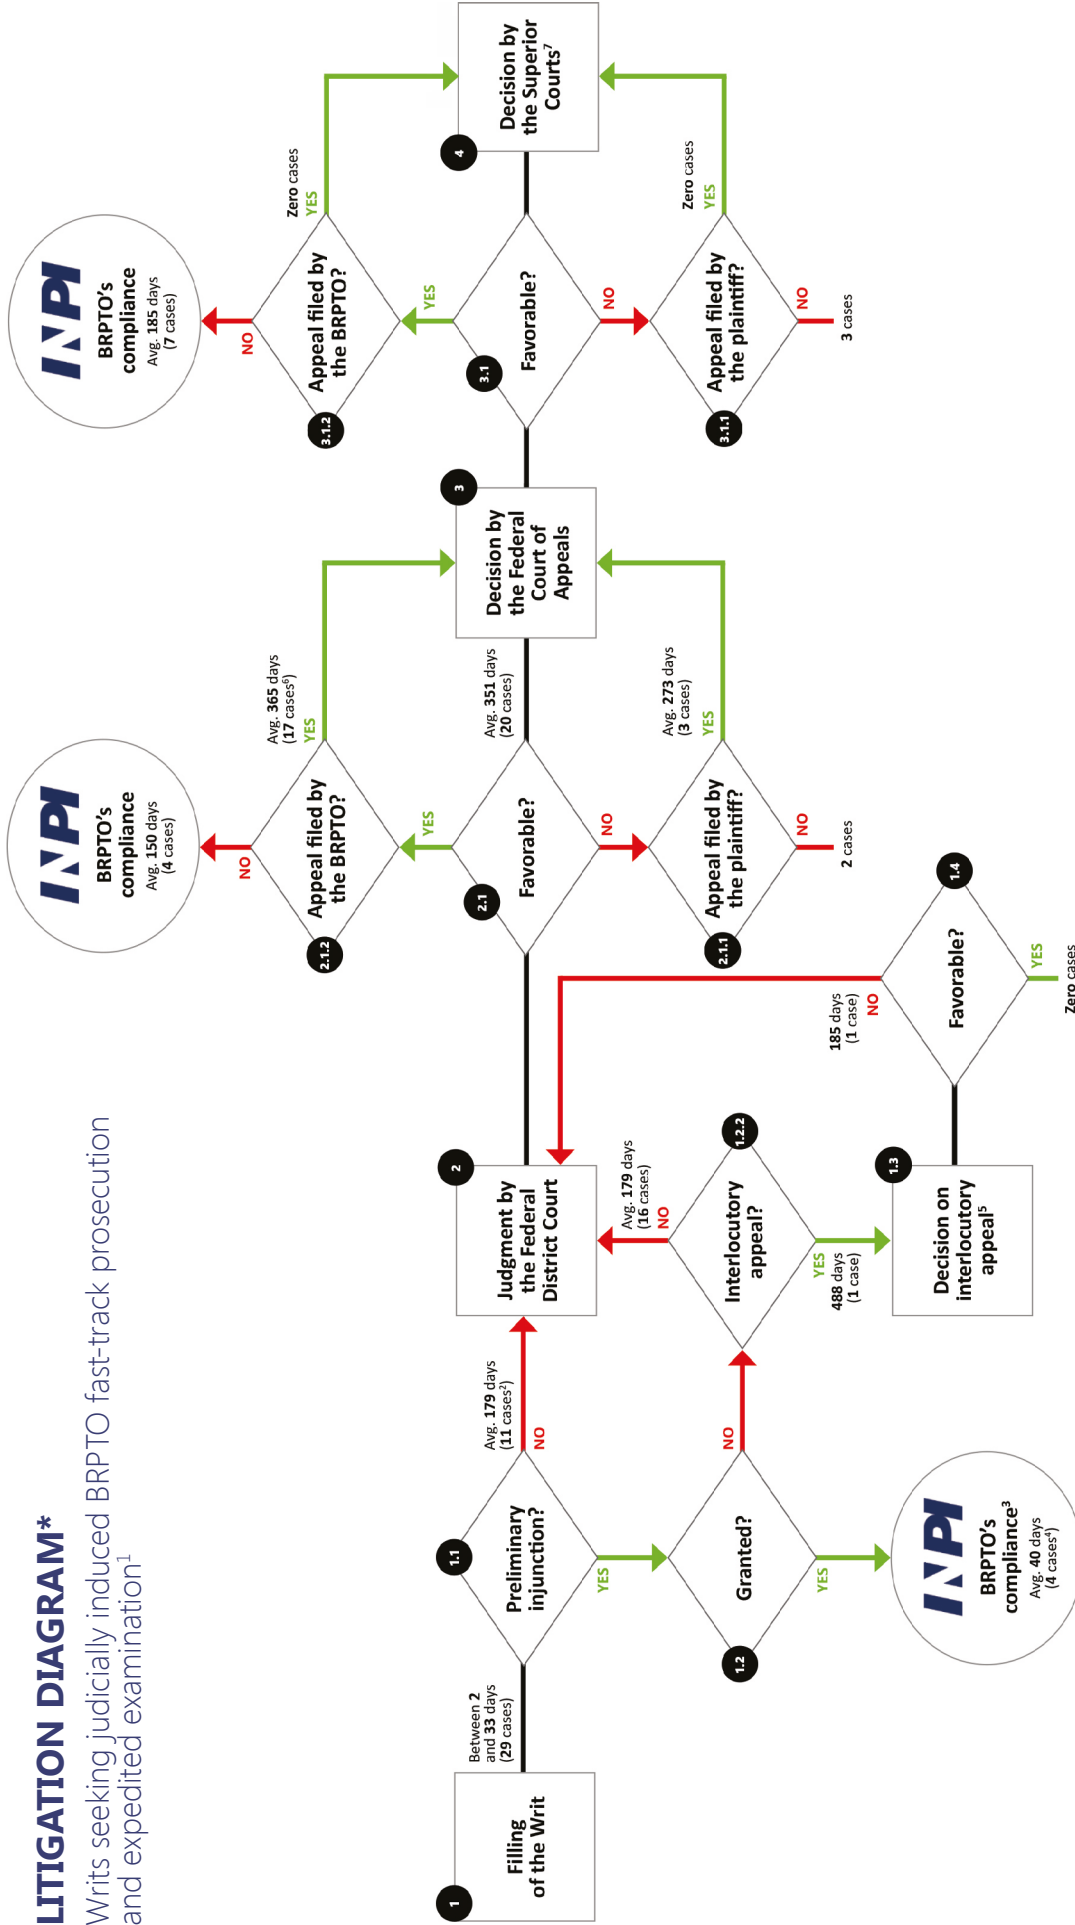 LITIGATION DIAGRAM*
Writs seeking judicially induced BRPTO fast-track prosecution
and expedited examination1
1
Filling
of the Writ
Between 2
and 33 days
(29 cases)
1.1
Preliminary
injunction?
NO
Avg. 179 days
(11 cases2)
YES
1.2
Granted?
NO
YES
INPI
BRPTO's
compliance3
Avg. 40 days
(4 cases4)
1.2.2
Interlocutory
appeal?
Avg. 179 days
(16 cases)
NO
YES
488 days
(1 case)
1.3
Decision on
interlocutory
appeal5
1.4
Favorable?
185 days
(1 case)
NO
YES
Zero cases
2
Judgment by
the Federal
District Court
2.1
Favorable?
YES
NO
Avg. 351 days
(20 cases)
2.1.2
Appeal filed by
the BRPTO?
NO
INPI
BRPTO's
compliance
Avg. 150 days
(4 cases)
Avg. 365 days
(17 cases6)
YES
2.1.1
Appeal filed by
the plaintiff?
Avg. 273 days
(3 cases)
YES
NO
2 cases
3
Decision by
the Federal
Court of
Appeals
3.1
Favorable?
YES
NO
3.1.2
Appeal filed by
the BRPTO?
NO
INPI
BRPTO's
compliance
Avg. 185 days
(7 cases)
Zero cases
YES
3.1.1
Appeal filed by
the plaintiff?
Zero cases
YES
NO
3 cases
4
Decision by
the Superior
Courts7